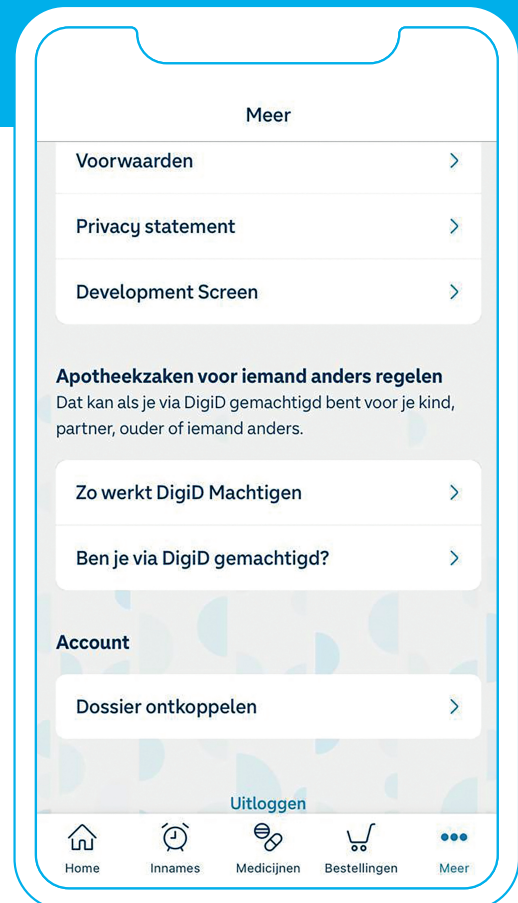 Meer
Voorwaarden
Privacy statement
Development Screen
Apotheekzaken voor iemand anders regelen
Dat kan als je via DigiD gemachtigd bent voor je kind,
partner, ouder of iemand anders.
Zo werkt DigiD Machtigen
Ben je via DigiD gemachtigd?
Account
Dossier ontkoppelen
Uitloggen
Home Innames Medicijnen Bestellingen Meer